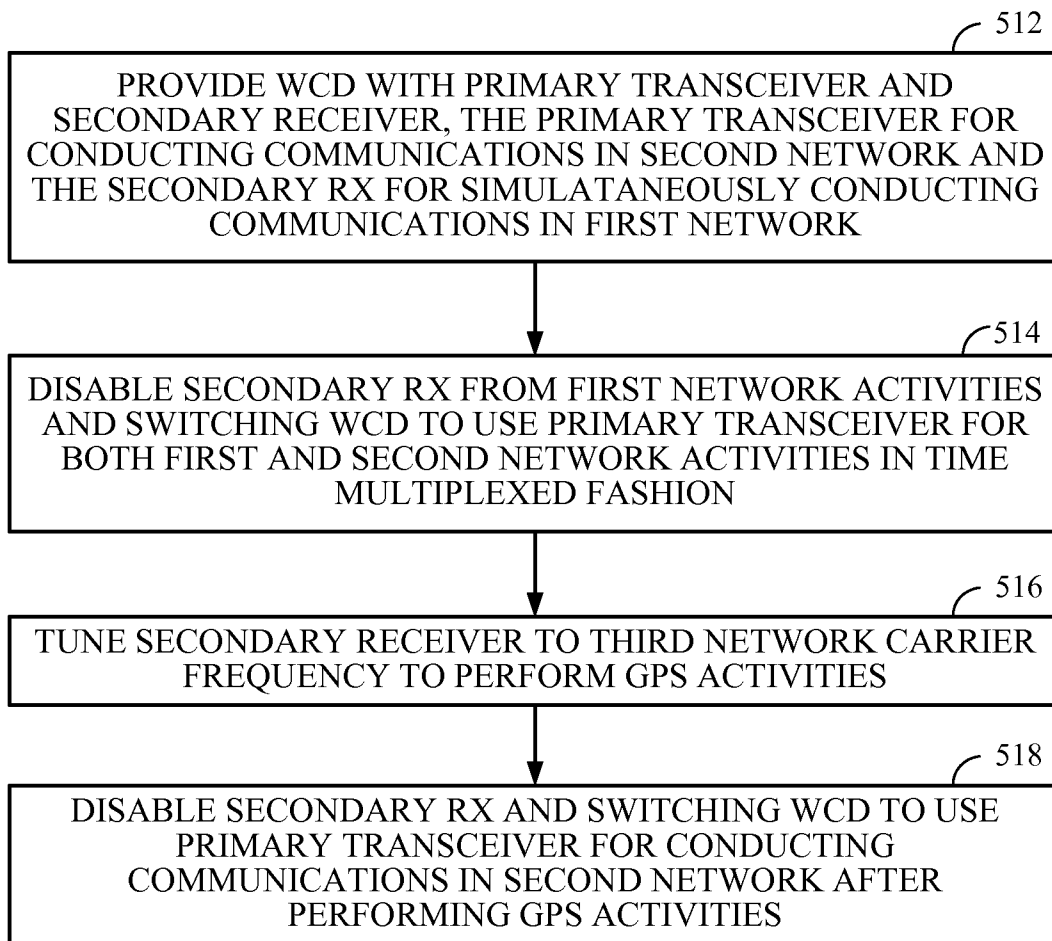 512
PROVIDE WCD WITH PRIMARY TRANSCEIVER AND
SECONDARY RECEIVER, THE PRIMARY TRANSCEIVER FOR
CONDUCTING COMMUNICATIONS IN SECOND NETWORK AND
THE SECONDARY RX FOR SIMULATANEOUSLY CONDUCTING
COMMUNICATIONS IN FIRST NETWORK
514
DISABLE SECONDARY RX FROM FIRST NETWORK ACTIVITIES
AND SWITCHING WCD TO USE PRIMARY TRANSCEIVER FOR
BOTH FIRST AND SECOND NETWORK ACTIVITIES IN TIME
MULTIPLEXED FASHION
516
TUNE SECONDARY RECEIVER TO THIRD NETWORK CARRIER
FREQUENCY TO PERFORM GPS ACTIVITIES
518
DISABLE SECONDARY RX AND SWITCHING WCD TO USE
PRIMARY TRANSCEIVER FOR CONDUCTING
COMMUNICATIONS IN SECOND NETWORK AFTER
PERFORMING GPS ACTIVITIES